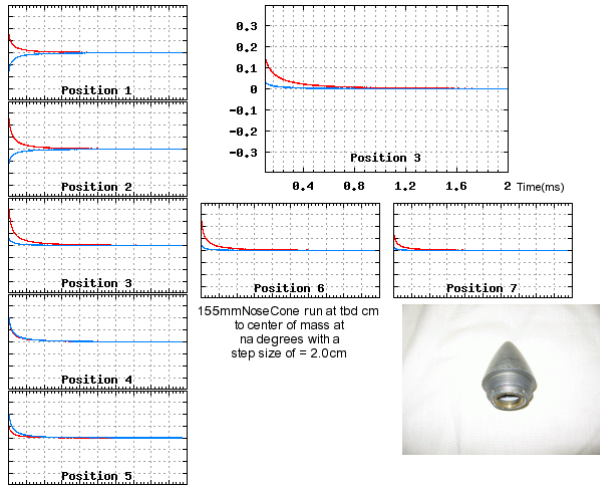 Position 1
Position 2
Position 3
Position 4
Position 5
0.3
0.2
0.1
0
-0.1
-0.2
-0.3
Position 3
0.4 0.8 1.2 1.6 2 Time(ms)
Position 6
Position 7
155mmNoseCone run at tbd cm
to center of mass at
na degrees with a
step size of = 2.0cm